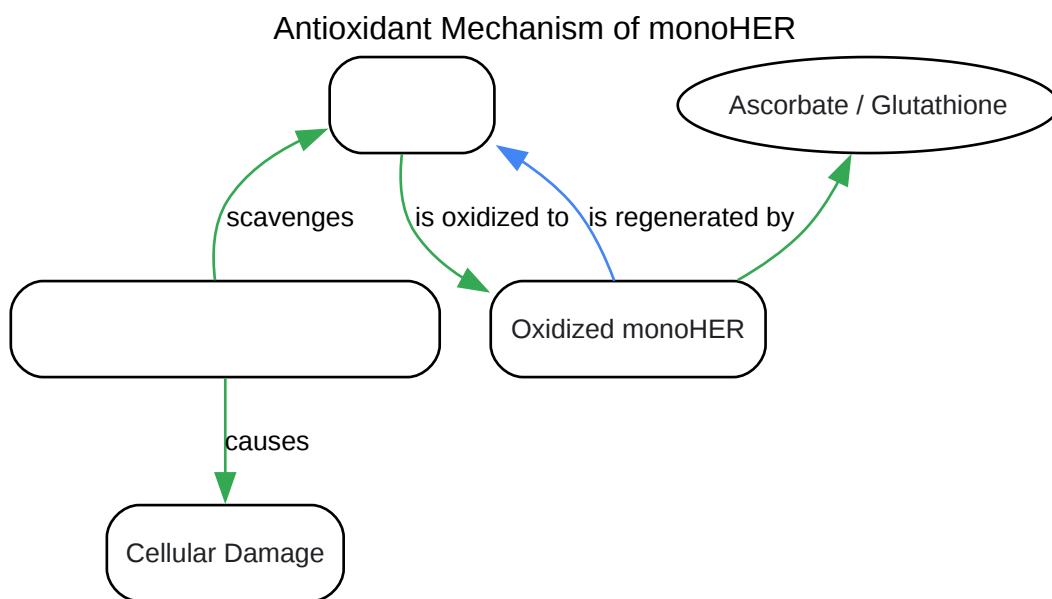 Antioxidant Mechanism of monoHER
Ascorbate / Glutathione
scavenges
is oxidized to
is regenerated by
Oxidized monoHER
causes
Cellular Damage